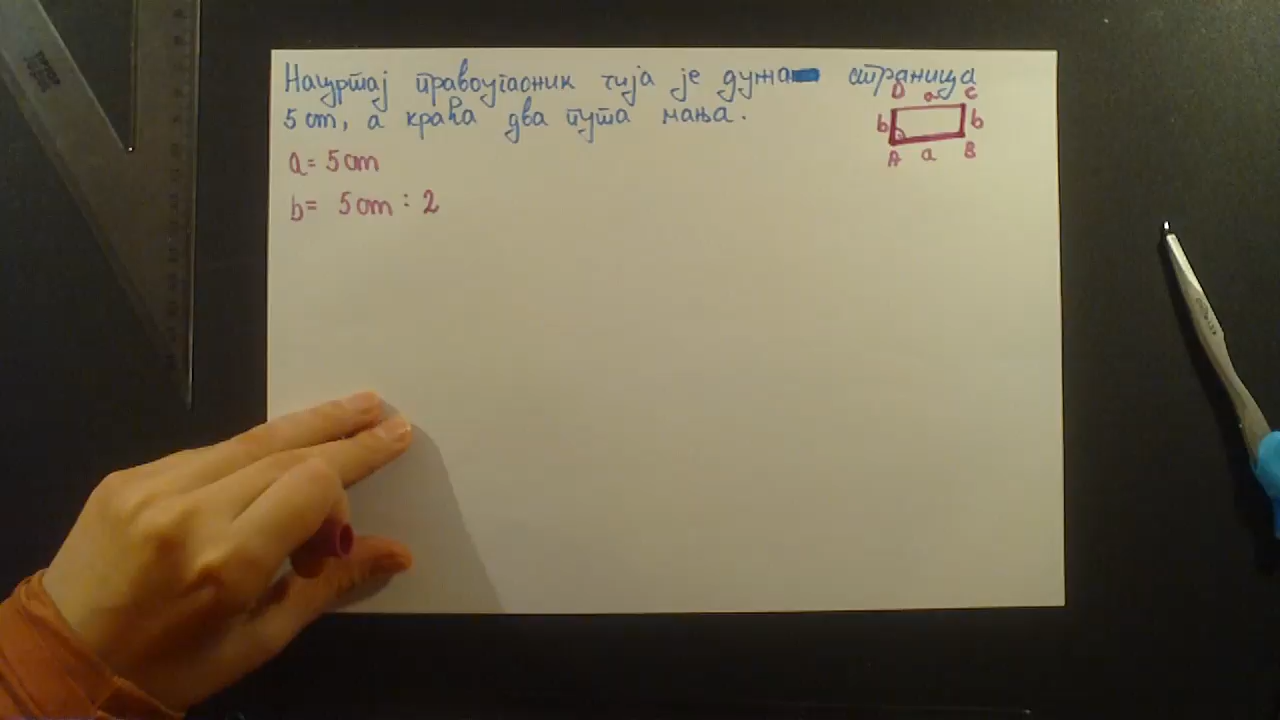 Нацртај правоугаоник чија је дужа страница
5 cm, а краћа два пута мања.
a = 5 cm
b = 5 cm : 2
D a C
b b
A a B